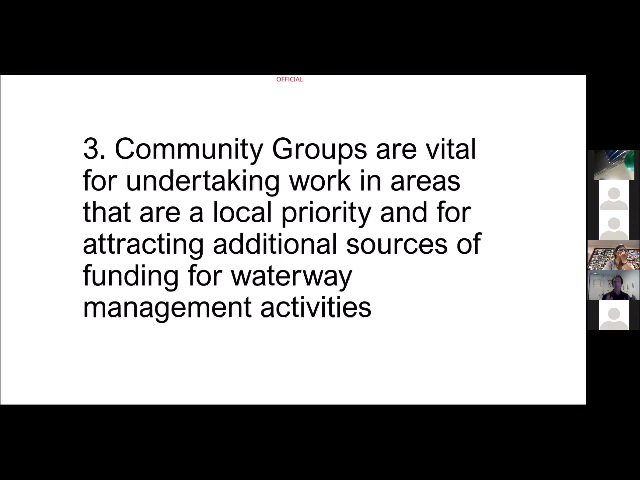 OFFICIAL
3. Community Groups are vital
for undertaking work in areas
that are a local priority and for
attracting additional sources of
funding for waterway
management activities